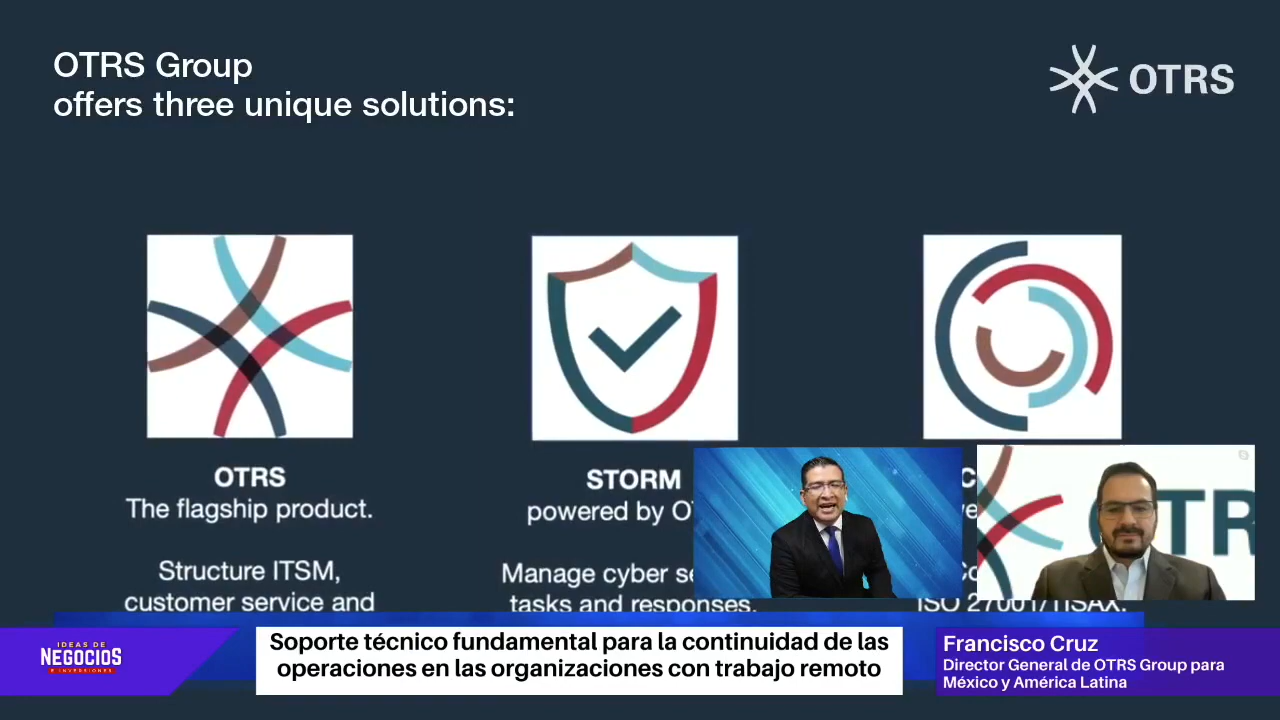 OTRS Group
offers three unique solutions:
OTRS
OTRS
The flagship product.
Structure ITSM,
customer service and
STORM
powered by
Manage cyber
tasks and responses.
ISO 27001/TISAX.
IDEAS DE
NEGOCIOS
E INVERSIONES
Soporte técnico fundamental para la continuidad de las
operaciones en las organizaciones con trabajo remoto
Francisco Cruz
Director General de OTRS Group para
México y América Latina